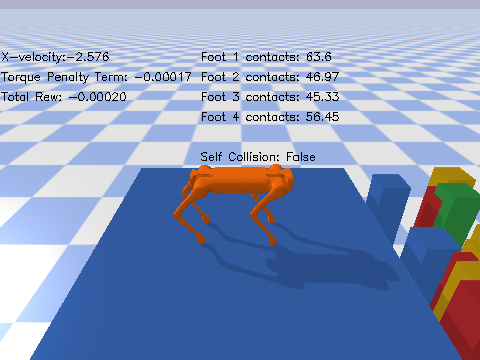 X-velocity:-2.576
Torque Penalty Term: -0.00017
Total Rew: -0.00020
Foot 1 contacts: 63.6
Foot 2 contacts: 46.97
Foot 3 contacts: 45.33
Foot 4 contacts: 56.45
Self Collision: False